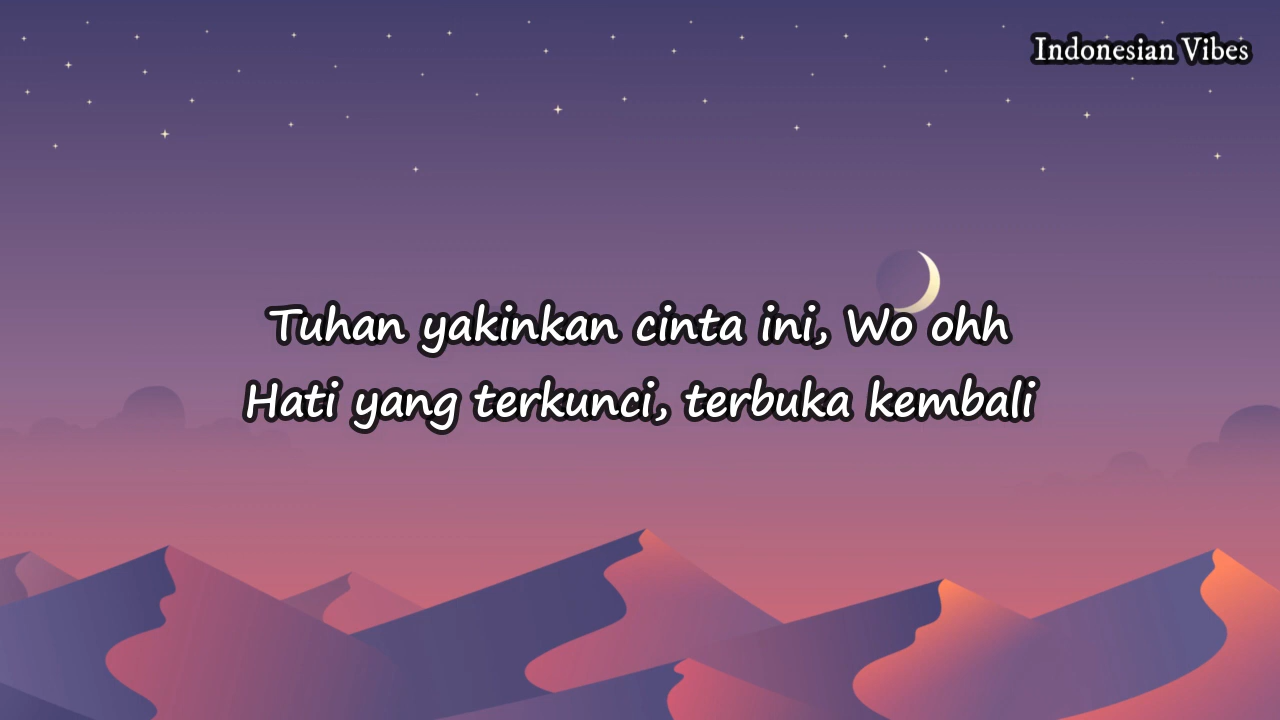 Indonesian Vibes
Tuhan yakinkan cinta ini, Wo ohh
Hati yang terkunci, terbuka kembali